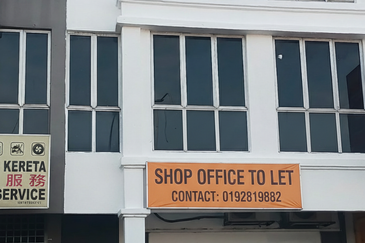 KERETA
服務
SERVICE
SHOP OFFICE TO LET
CONTACT: 0192819882